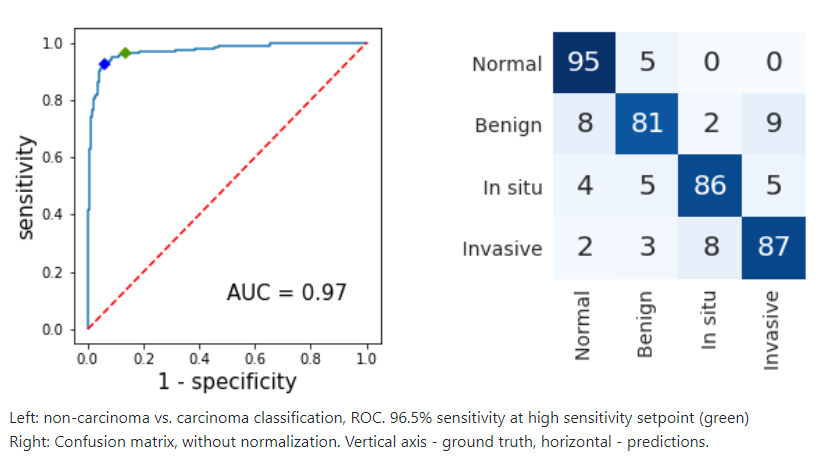 1.0
0.8
0.6
0.4
0.2
0.0
sensitivity
AUC = 0.97
0.0 0.2 0.4 0.6 0.8 1.0
1 - specificity
Normal 95 5 0 0
Benign 8 81 2 9
In situ 4 5 86 5
Invasive 2 3 8 87
Normal Benign In situ Invasive
Left: non-carcinoma vs. carcinoma classification, ROC. 96.5% sensitivity at high sensitivity setpoint (green)
Right: Confusion matrix, without normalization. Vertical axis - ground truth, horizontal - predictions.